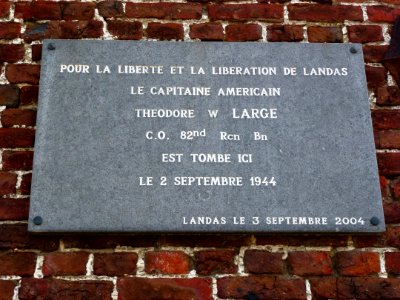 POUR LA LIBERTE ET LA LIBERATION DE LANDAS
LE CAPITAINE AMERICAIN
THEODORE W LARGE
C.O. 82nd Rcn Bn
EST TOMBE ICI
LE 2 SEPTEMBRE 1944
LANDAS LE 3 SEPTEMBRE 2004